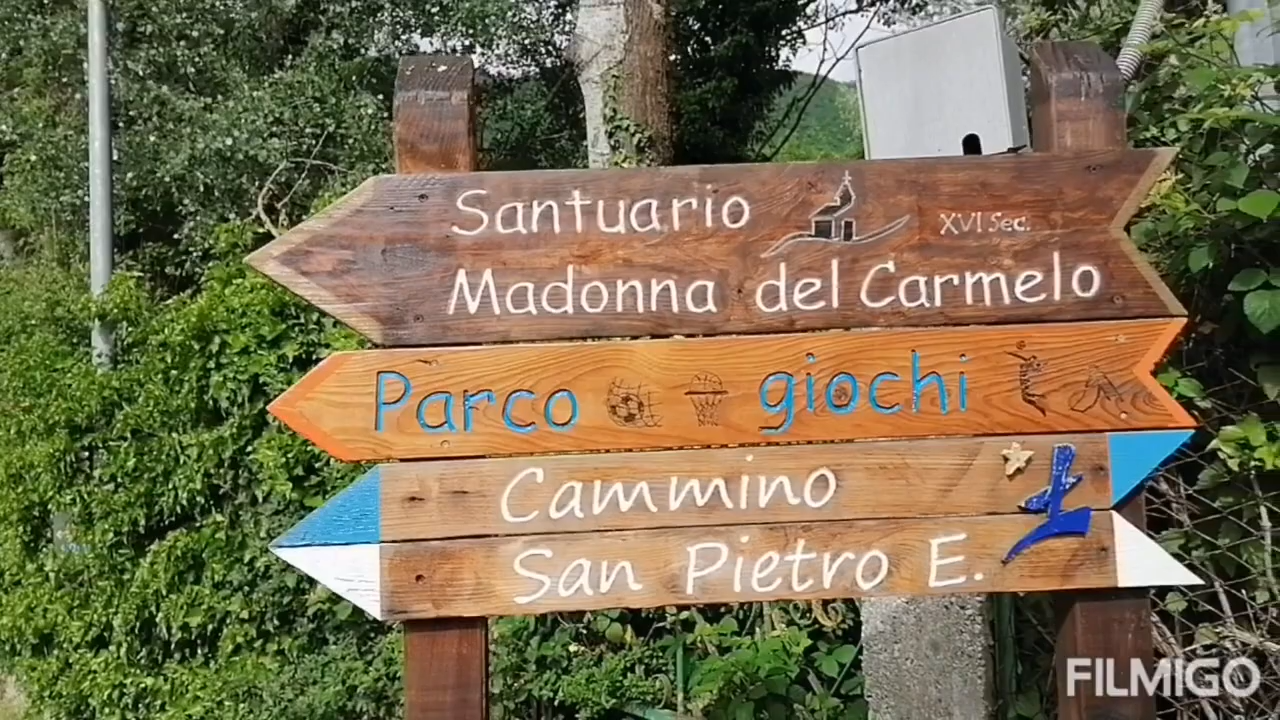 Santuario XVI Sec.
Madonna del Carmelo
Parco giochi
Cammino
San Pietro E.
FILMIGO